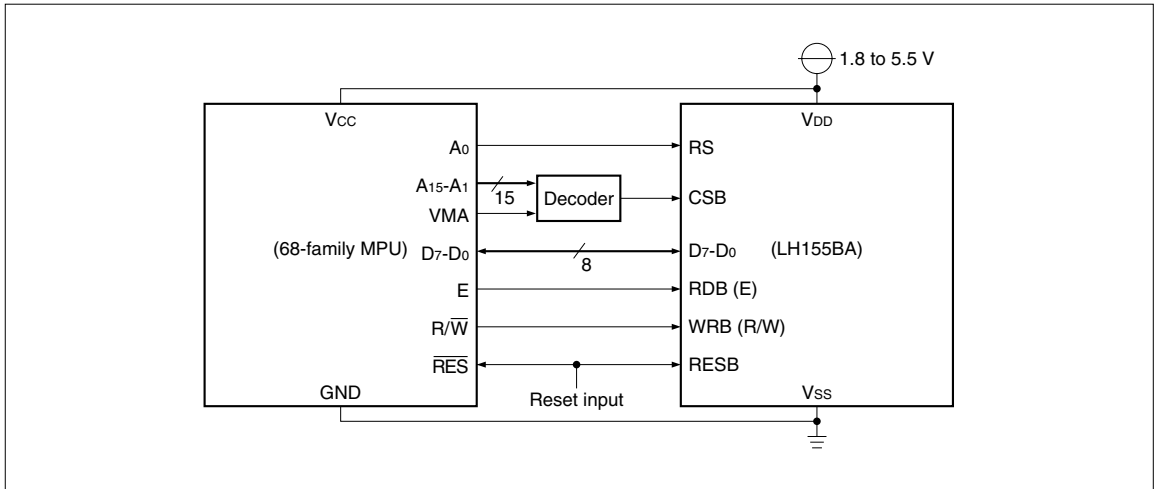 1.8 to 5.5 V
VCC
VDD
A0
RS
A15-A1
15
Decoder
CSB
VMA
(68-family MPU)
D7-D0
8
D7-D0
(LH155BA)
E
RDB (E)
R/W̅
WRB (R/W)
R̅E̅S̅
RESB
Reset input
GND
VSS